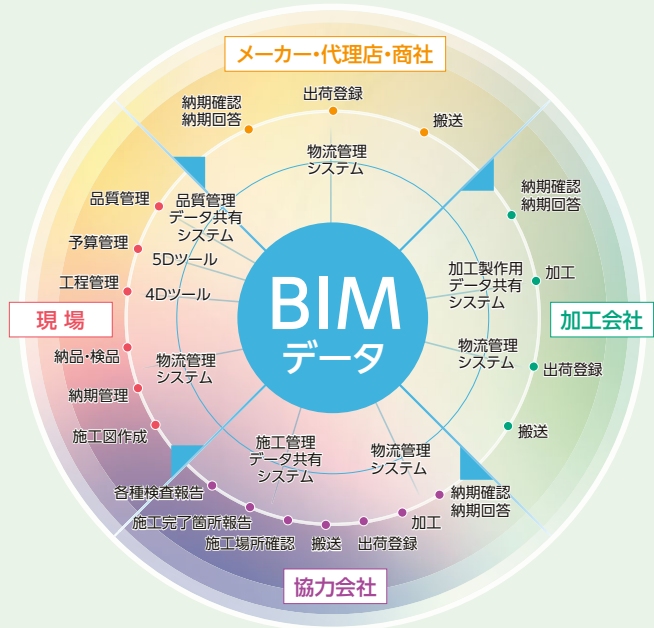 メーカー・代理店・商社
出荷登録
納期確認
納期回答
搬送
物流管理
システム
納期確認
納期回答
加工
加工製作用
データ共有
システム
加工会社
物流管理
システム
出荷登録
搬送
品質管理
品質管理
データ共有
システム
予算管理
5Dツール
工程管理
4Dツール
現場
納品・検品
物流管理
システム
納期管理
施工図作成
BIM
データ
施工管理
データ共有
システム
物流管理
システム
各種検査報告
施工完了箇所報告
施工場所確認
搬送
出荷登録
加工
納期確認
納期回答
協力会社